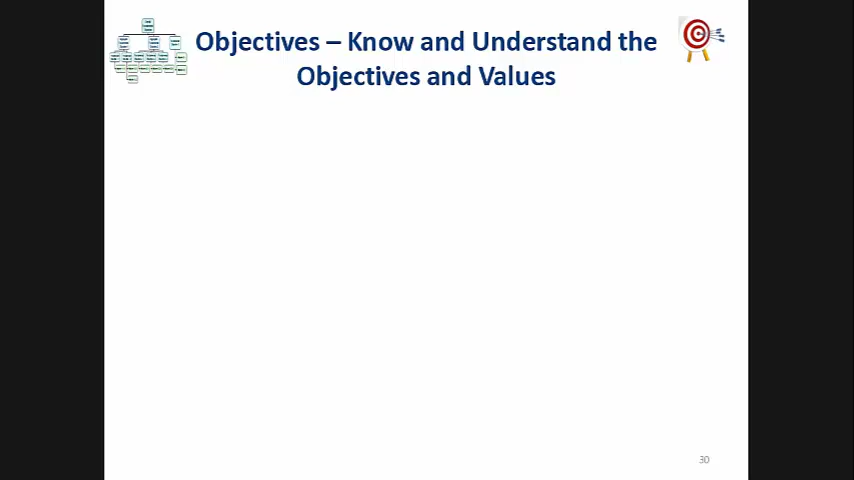 Objectives – Know and Understand the
Objectives and Values
30